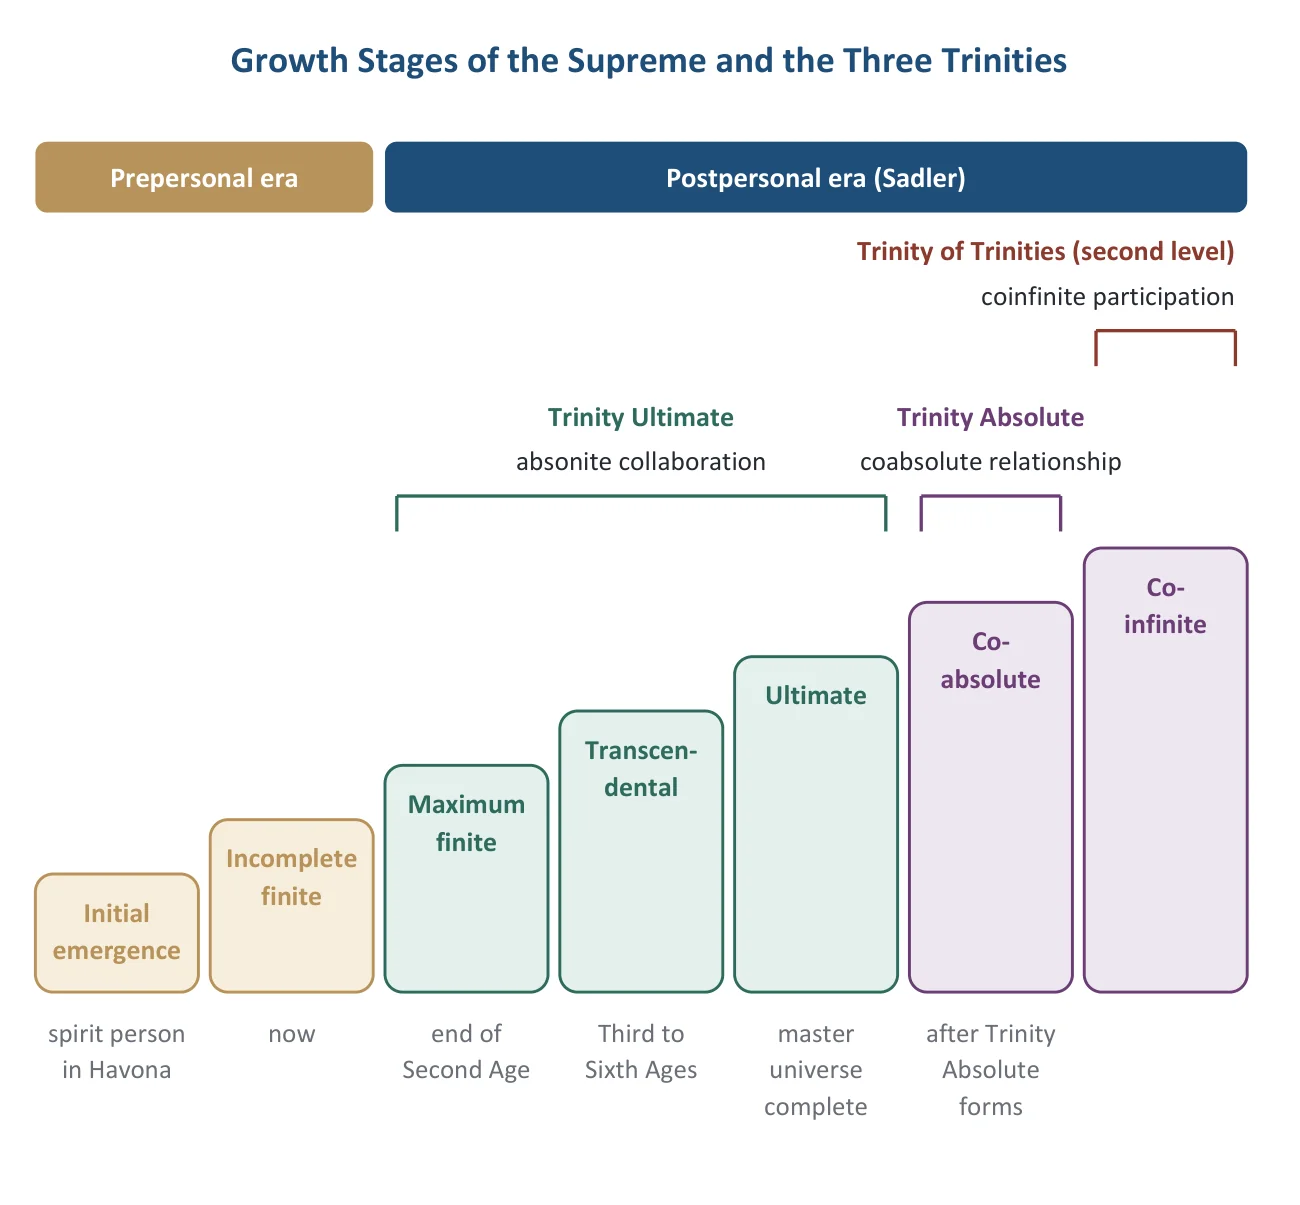 Growth Stages of the Supreme and the Three Trinities
Prepersonal era
Postpersonal era (Sadler)
Trinity of Trinities (second level)
coinfinite participation
Trinity Ultimate
absonite collaboration
Trinity Absolute
coabsolute relationship
Initial
emergence
Incomplete
finite
Maximum
finite
Transcen-
dental
Ultimate
Co-
absolute
Co-
infinite
spirit person
in Havona
now
end of
Second Age
Third to
Sixth Ages
master
universe
complete
after Trinity
Absolute
forms